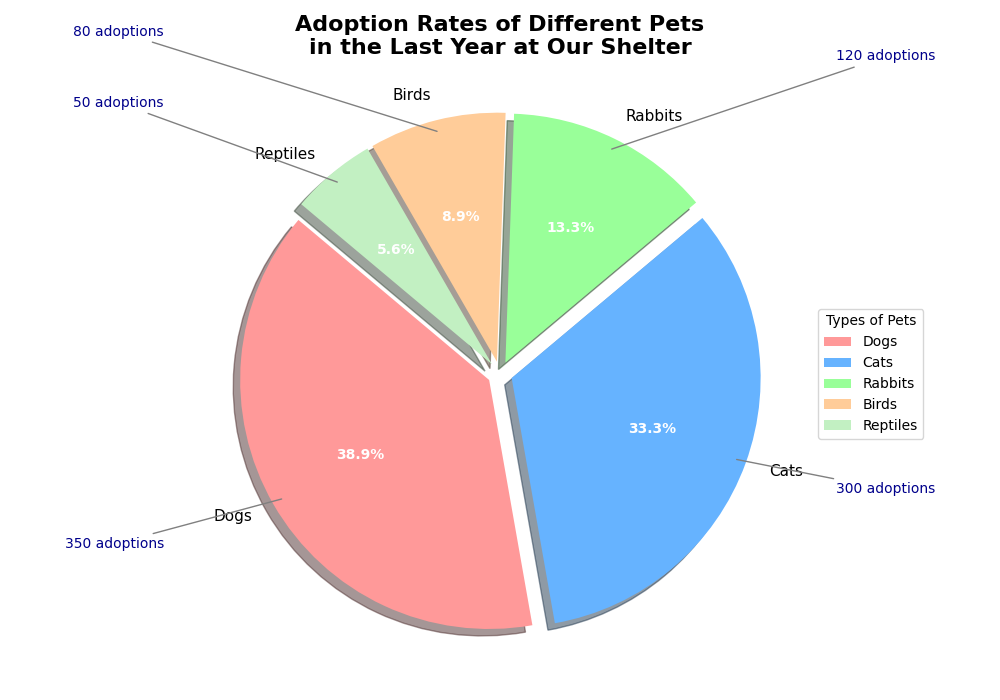 Adoption Rates of Different Pets
in the Last Year at Our Shelter
80 adoptions
120 adoptions
50 adoptions
Birds
Rabbits
Reptiles
8.9%
13.3%
5.6%
Types of Pets
Dogs
Cats
Rabbits
Birds
Reptiles
33.3%
38.9%
Cats
300 adoptions
Dogs
350 adoptions